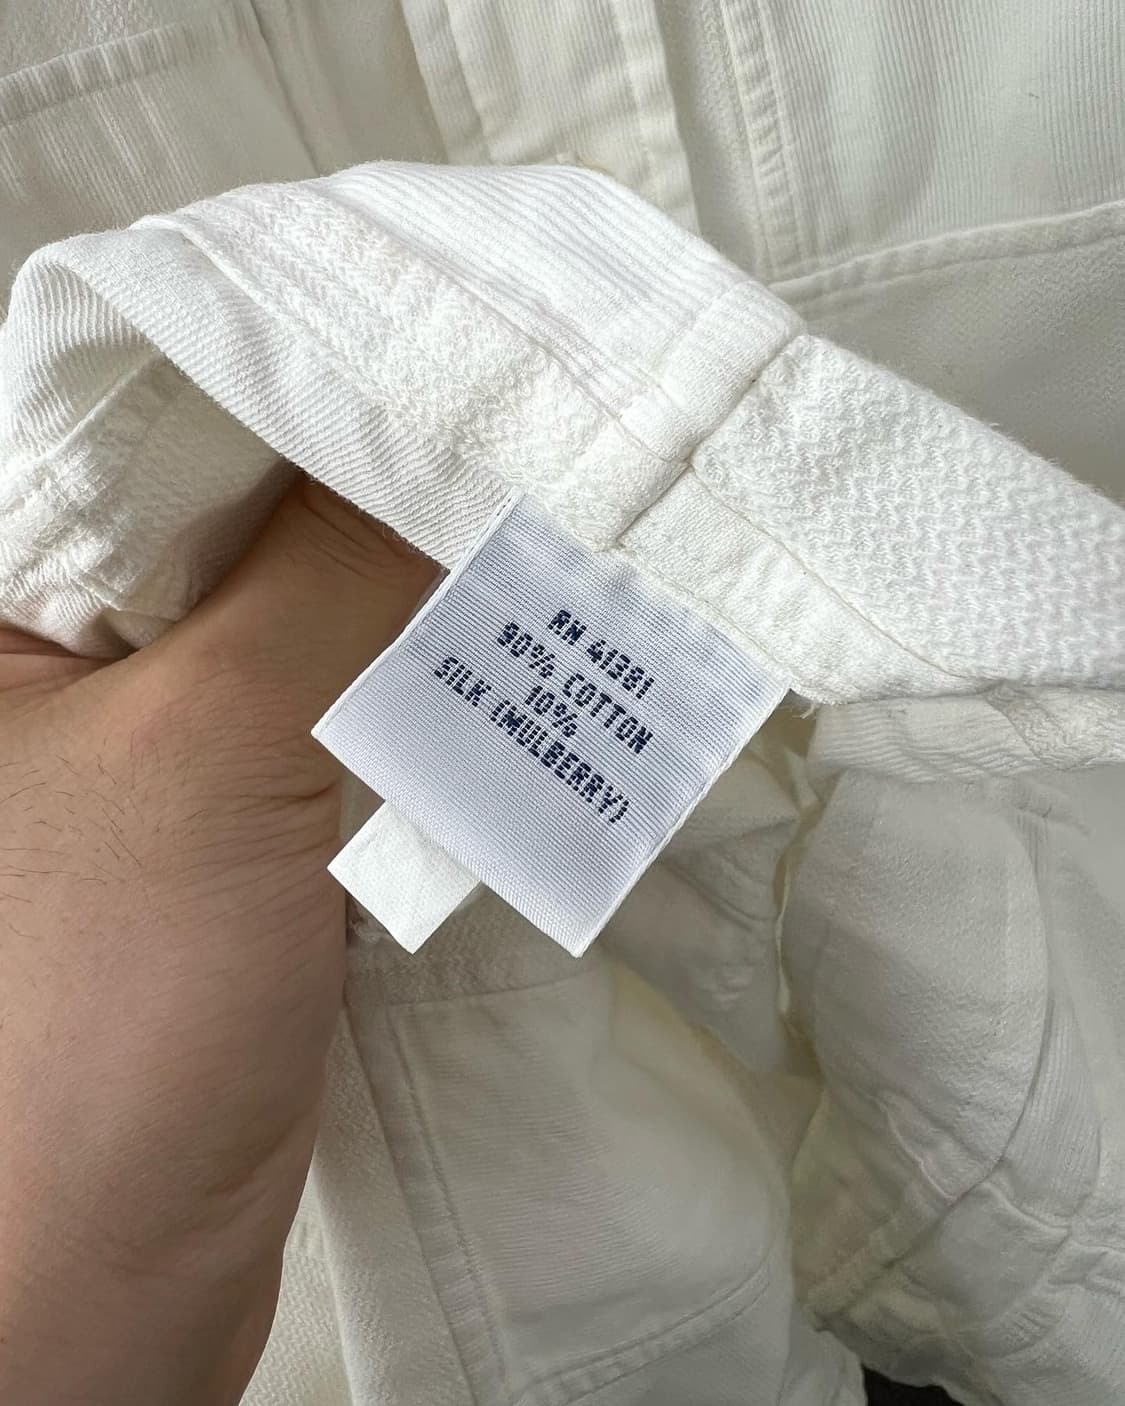 RN 41381
90% COTTON
10%
SILK (MULBERRY)